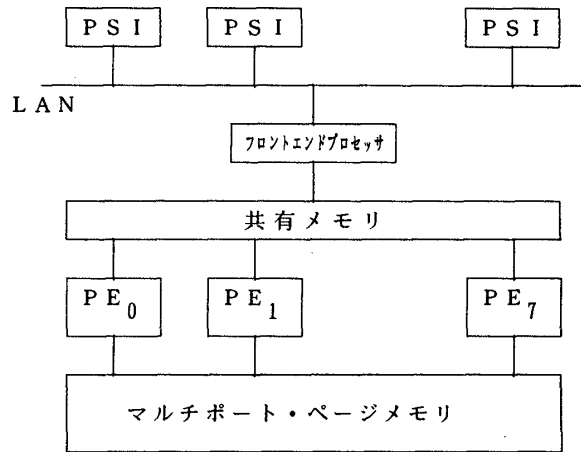 PSI PSI PSI
LAN
フロントエンドプロセッサ
共有メモリ
PE0 PE1 PE7
マルチポート・ページメモリ